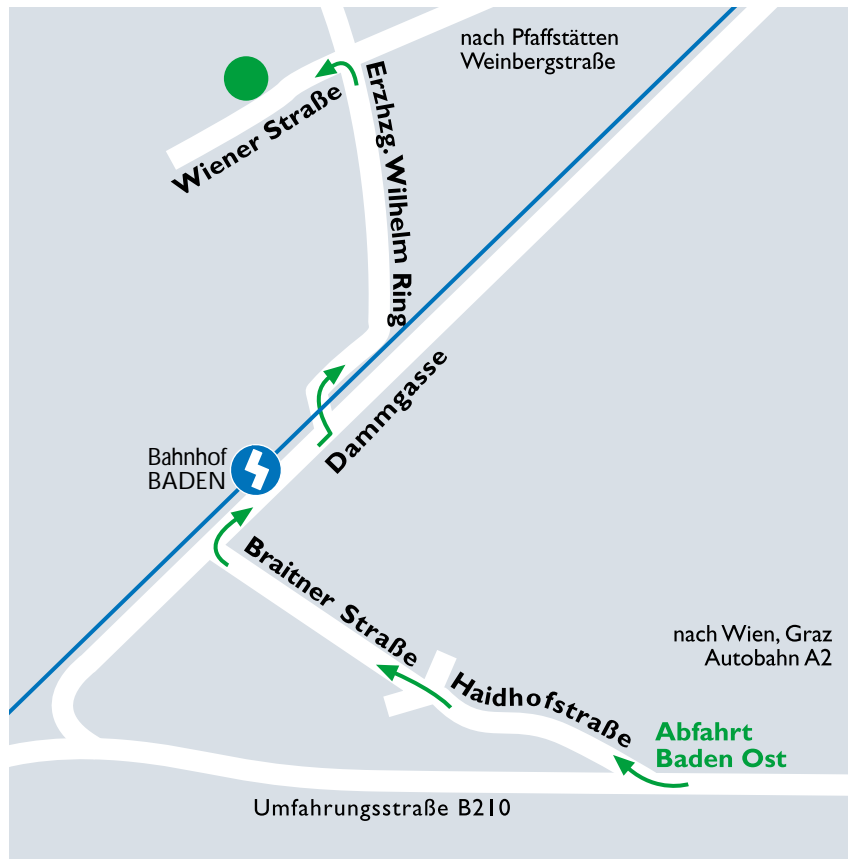 nach Pfaffstätten
Weinbergstraße
Wiener Straße
Erzhzg. Wilhelm Ring
Dammgasse
Bahnhof
BADEN
Braitner Straße
nach Wien, Graz
Autobahn A2
Haidhofstraße
Abfahrt
Baden Ost
Umfahrungsstraße B210